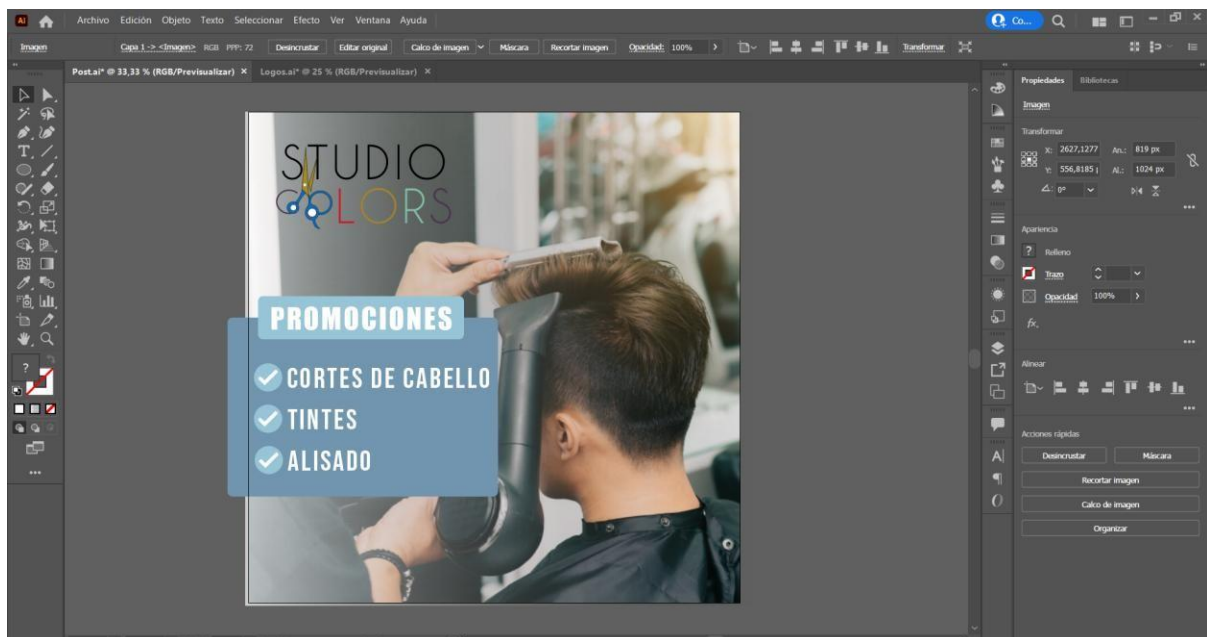 Ai Archivo Edición Objeto Texto Seleccionar Efecto Ver Ventana Ayuda Co...
Imagen Capa 1 -> <Imagen> RGB PPP: 72 Desincrustar Editar original Calco de imagen Máscara Recortar imagen Opacidad: 100% Transformar
Post.ai* @ 33,33 % (RGB/Previsualizar) × Logos.ai* @ 25 % (RGB/Previsualizar) ×
STUDIO
COLORS
PROMOCIONES
CORTES DE CABELLO
TINTES
ALISADO
Propiedades Bibliotecas
Imagen
Transformar
X: 2627,1277 An.: 819 px
Y: 556,8185 Al.: 1024 px
0°
Apariencia
? Relleno
Trazo
Opacidad 100%
fx.
Alinear
Acciones rápidas
Desincrustar Máscara
Recortar imagen
Calco de imagen
Organizar